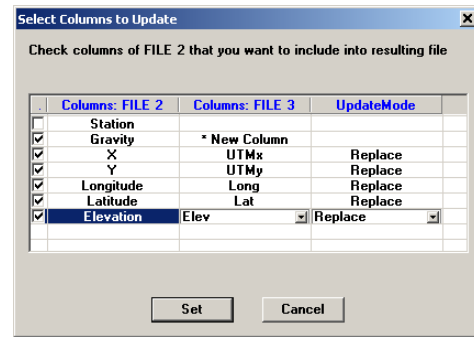 Select Columns to Update
Check columns of FILE 2 that you want to include into resulting file
. Columns: FILE 2 Columns: FILE 3 UpdateMode
Station
Gravity * New Column
X UTMx Replace
Y UTMy Replace
Longitude Long Replace
Latitude Lat Replace
Elevation Elev Replace
Set Cancel